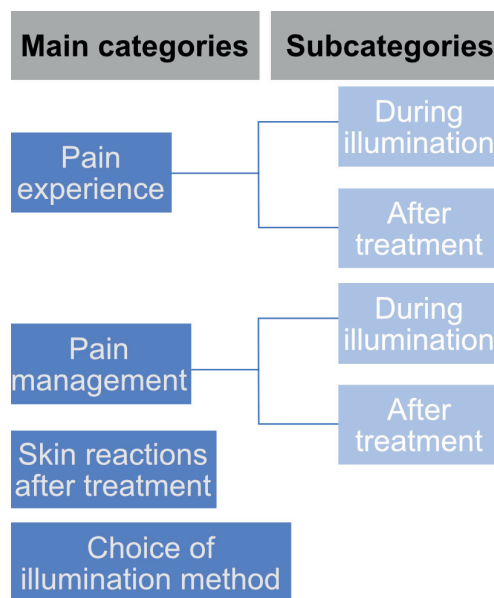 Main categories
Subcategories
Pain
experience
During
illumination
After
treatment
Pain
management
During
illumination
After
treatment
Skin reactions
after treatment
Choice of
illumination method